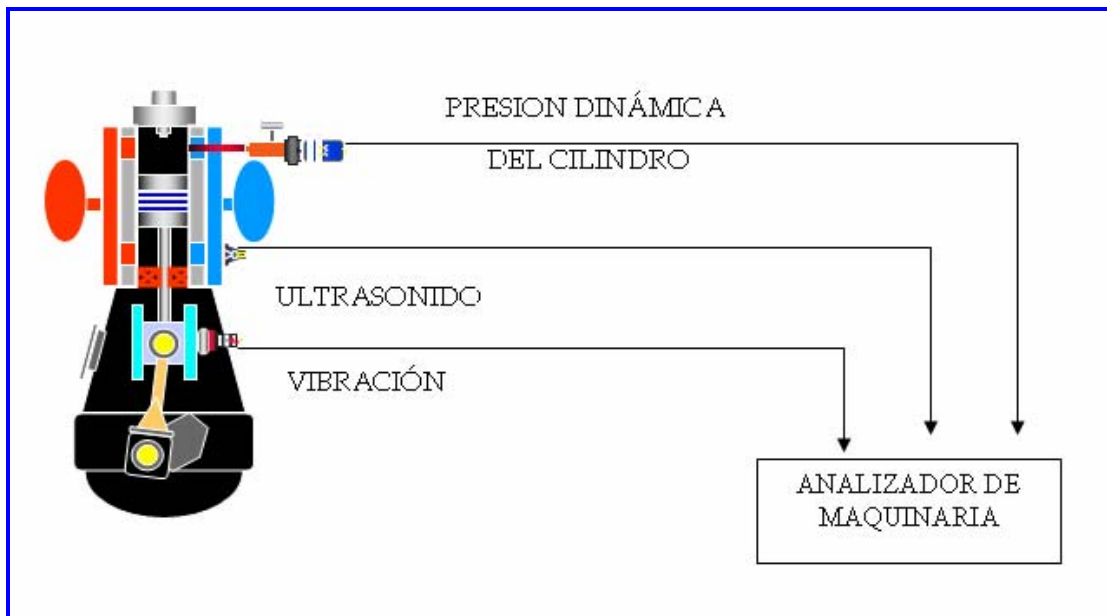 PRESION DINÁMICA
DEL CILINDRO
ULTRASONIDO
VIBRACIÓN
ANALIZADOR DE
MAQUINARIA